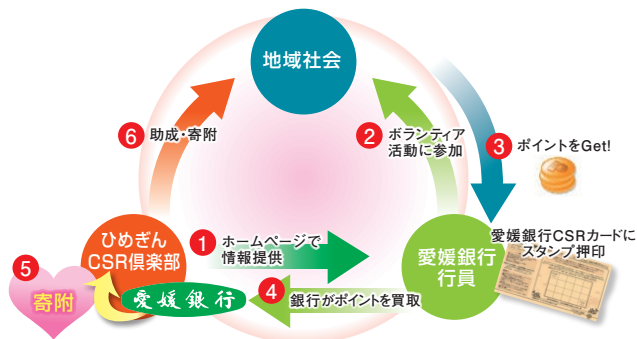 地域社会
6 助成・寄附
2 ボランティア
活動に参加
3 ポイントをGet!
愛媛銀行CSRカードに
スタンプ押印
ひめぎん
CSR倶楽部
1 ホームページで
情報提供
愛媛銀行
行員
5
寄附
愛媛銀行
4 銀行がポイントを買取